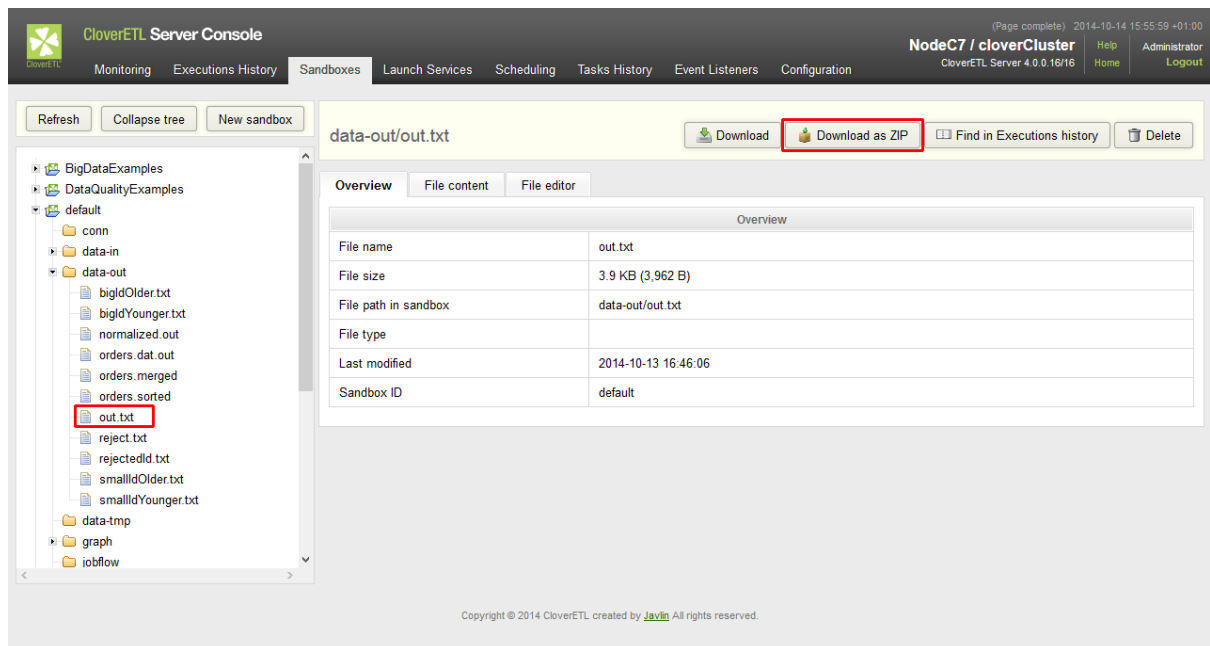 (Page complete) 2014-10-14 15:55:59 +01:00
CloverETL Server Console
NodeC7 / cloverCluster Help Administrator
CloverETL Server 4.0.0.16/16 Home Logout
CloverETL
Monitoring Executions History Sandboxes Launch Services Scheduling Tasks History Event Listeners Configuration
Refresh Collapse tree New sandbox
BigDataExamples
DataQualityExamples
default
conn
data-in
data-out
bigIdOlder.txt
bigIdYounger.txt
normalized.out
orders.dat.out
orders.merged
orders.sorted
out.txt
reject.txt
rejectedId.txt
smallIdOlder.txt
smallIdYounger.txt
data-tmp
graph
jobflow
data-out/out.txt Download Download as ZIP Find in Executions history Delete
Overview File content File editor
Overview
File name out.txt
File size 3.9 KB (3,962 B)
File path in sandbox data-out/out.txt
File type
Last modified 2014-10-13 16:46:06
Sandbox ID default
Copyright © 2014 CloverETL created by Javlin All rights reserved.